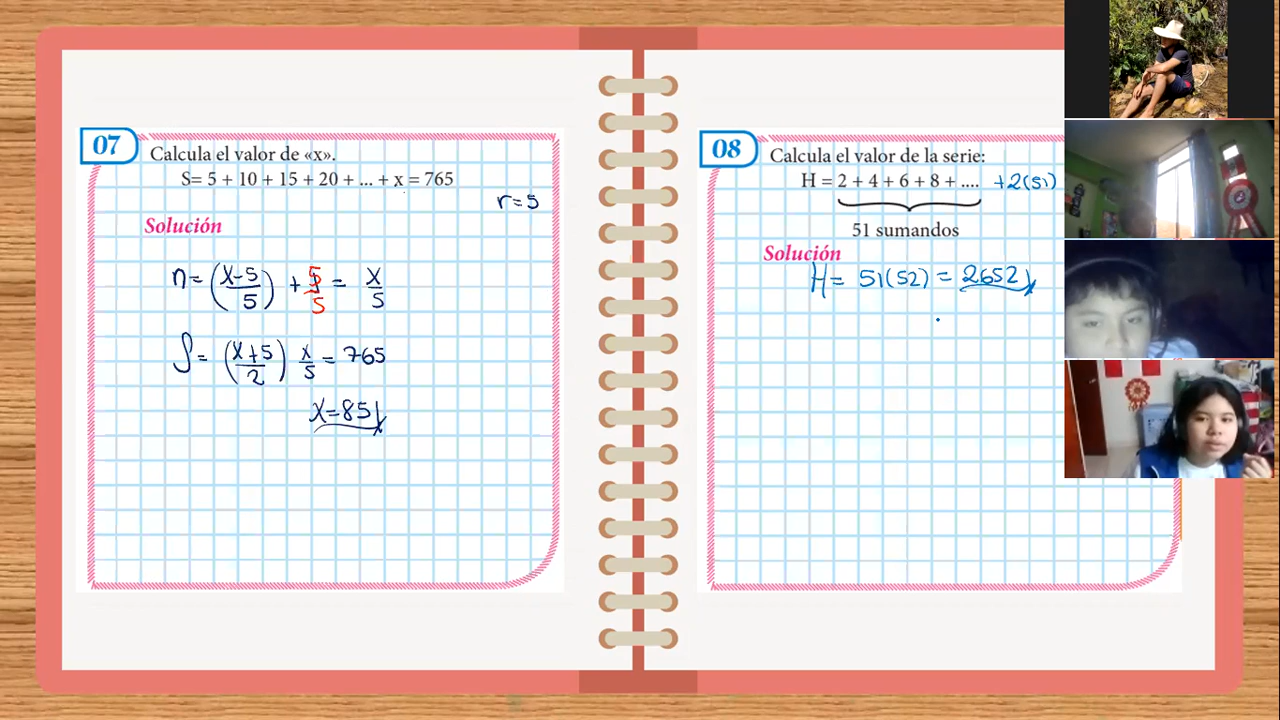 07
Calcula el valor de «x».
S= 5 + 10 + 15 + 20 + ... + x = 765
r = 5
Solución
n = (x-5/5) + 5/5 = x/5
S = (x+5/2) x/5 = 765
x = 85
08
Calcula el valor de la serie:
H = 2 + 4 + 6 + 8 + .... +2(51)
51 sumandos
Solución
H = 51(52) = 2652